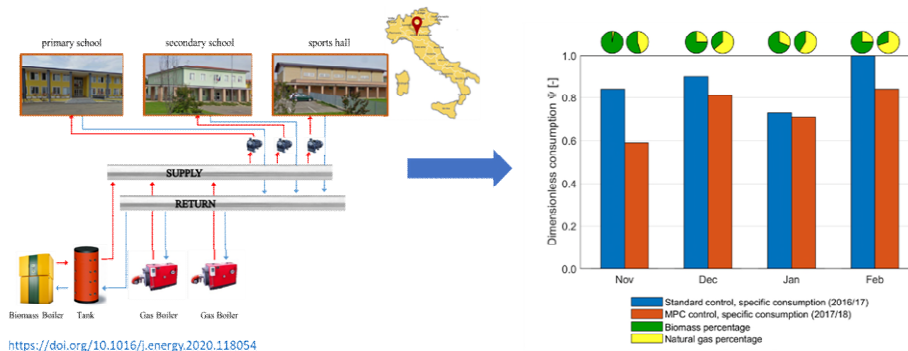 primary school
secondary school
sports hall
SUPPLY
RETURN
Biomass Boiler
Tank
Gas Boiler
Gas Boiler
https://doi.org/10.1016/j.energy.2020.118054
Dimensionless consumption Ψ [-]
1.0
0.8
0.6
0.4
0.2
0.0
Nov
Dec
Jan
Feb
Standard control, specific consumption (2016/17)
MPC control, specific consumption (2017/18)
Biomass percentage
Natural gas percentage